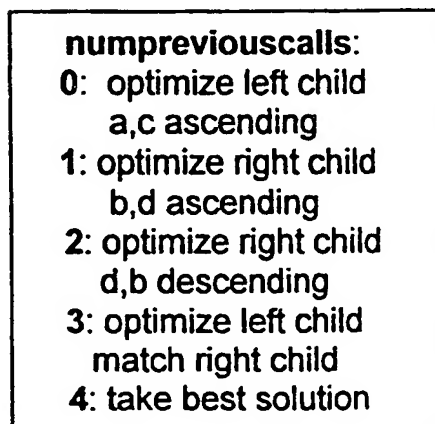 numpreviouscalls:
0: optimize left child
a,c ascending
1: optimize right child
b,d ascending
2: optimize right child
d,b descending
3: optimize left child
match right child
4: take best solution